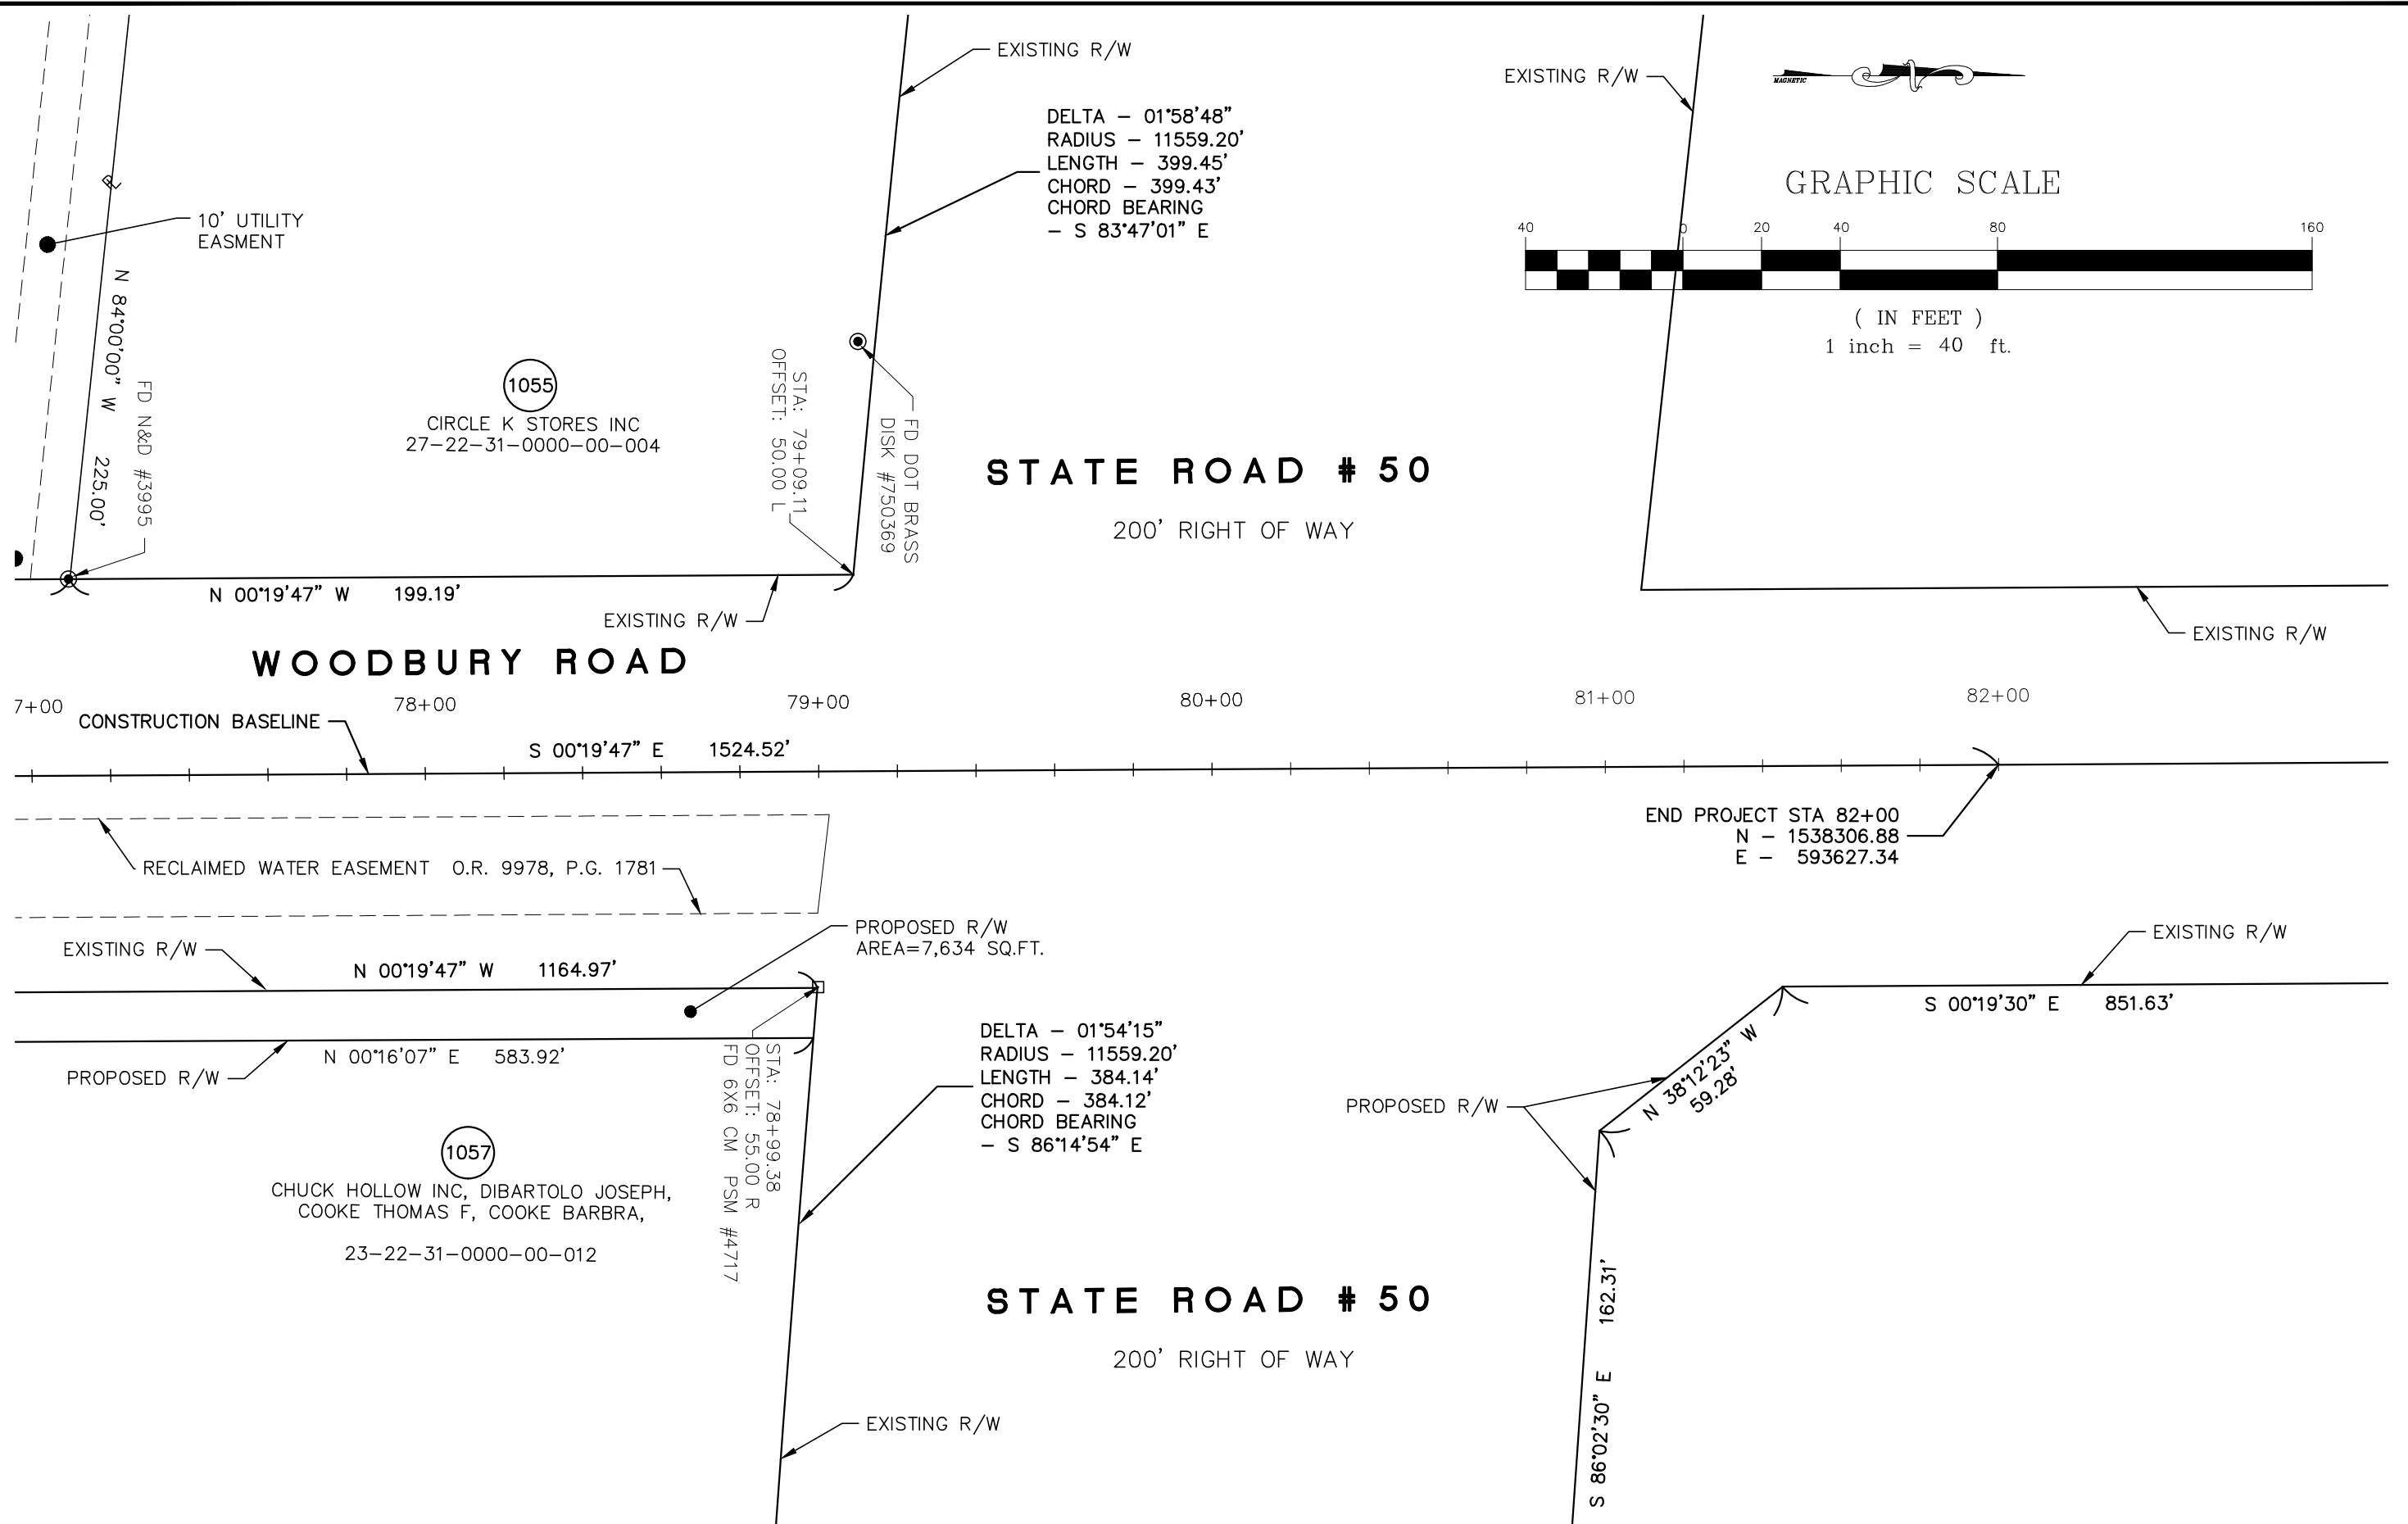 EXISTING R/W
EXISTING R/W
MAGNETIC
DELTA – 01°58'48"
RADIUS – 11559.20'
LENGTH – 399.45'
CHORD – 399.43'
CHORD BEARING
– S 83°47'01" E
GRAPHIC SCALE
40 0 20 40 80 160
( IN FEET )
1 inch = 40 ft.
PL
10' UTILITY
EASMENT
N 84°00'00" W 225.00'
FD N&D #3995
1055
CIRCLE K STORES INC
27-22-31-0000-00-004
STA: 79+09.11
OFFSET: 50.00 L
FD DOT BRASS
DISK #750369
STATE ROAD # 50
200' RIGHT OF WAY
N 00°19'47" W 199.19'
EXISTING R/W
EXISTING R/W
WOODBURY ROAD
7+00 78+00 79+00 80+00 81+00 82+00
CONSTRUCTION BASELINE
S 00°19'47" E 1524.52'
END PROJECT STA 82+00
N – 1538306.88
E – 593627.34
RECLAIMED WATER EASEMENT O.R. 9978, P.G. 1781
PROPOSED R/W
AREA=7,634 SQ.FT.
EXISTING R/W
N 00°19'47" W 1164.97'
EXISTING R/W
S 00°19'30" E 851.63'
N 00°16'07" E 583.92'
PROPOSED R/W
STA: 78+99.38
OFFSET: 55.00 R
FD 6X6 CM PSM #4717
DELTA – 01°54'15"
RADIUS – 11559.20'
LENGTH – 384.14'
CHORD – 384.12'
CHORD BEARING
– S 86°14'54" E
N 38°12'23" W
59.28'
PROPOSED R/W
1057
CHUCK HOLLOW INC, DIBARTOLO JOSEPH,
COOKE THOMAS F, COOKE BARBRA,
23-22-31-0000-00-012
STATE ROAD # 50
200' RIGHT OF WAY
S 86°02'30" E 162.31'
EXISTING R/W